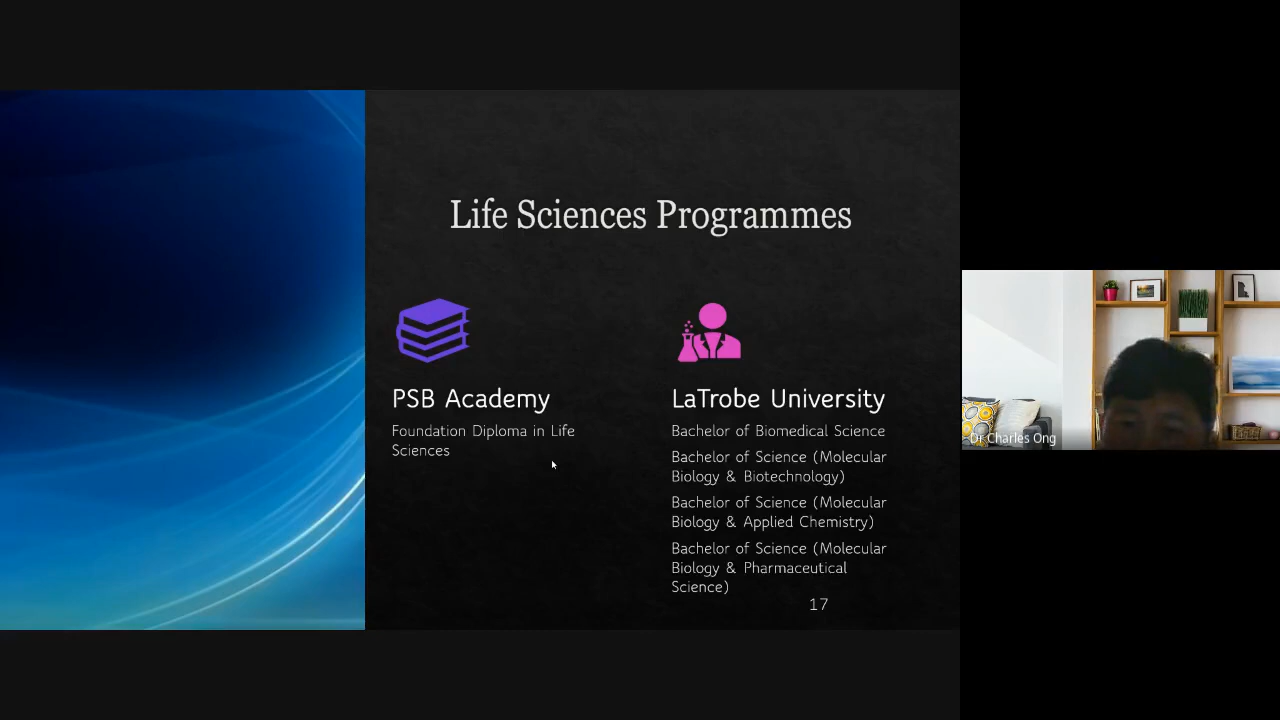 Life Sciences Programmes
PSB Academy
Foundation Diploma in Life
Sciences
LaTrobe University
Bachelor of Biomedical Science
Bachelor of Science (Molecular
Biology & Biotechnology)
Bachelor of Science (Molecular
Biology & Applied Chemistry)
Bachelor of Science (Molecular
Biology & Pharmaceutical
Science)
17
Dr Charles Ong